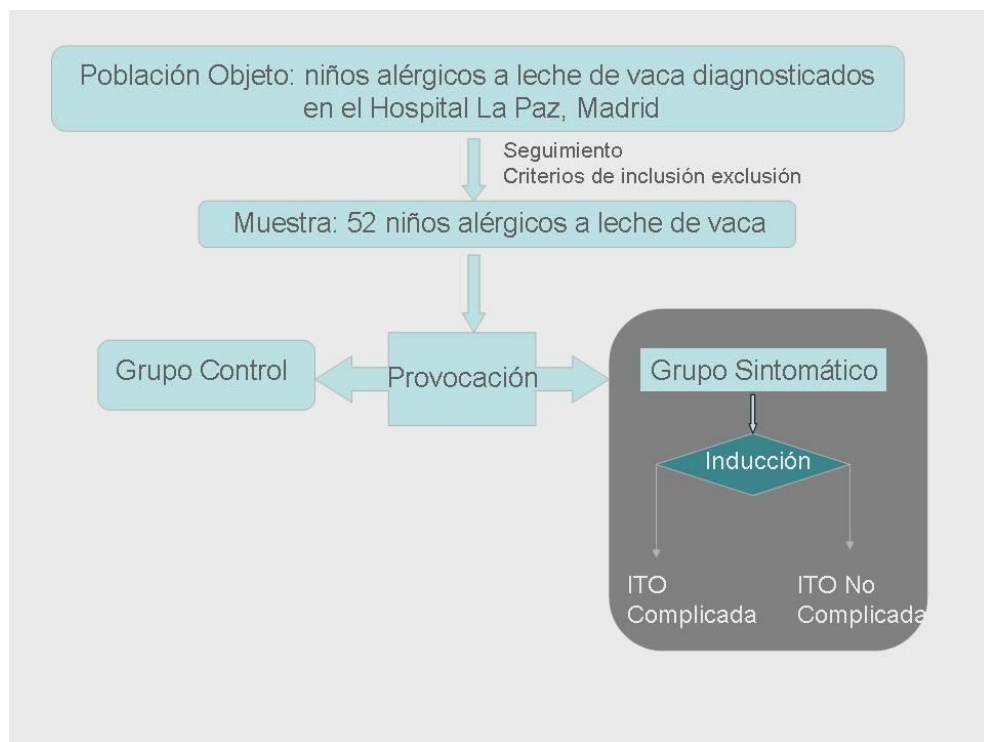 Población Objeto: niños alérgicos a leche de vaca diagnosticados
en el Hospital La Paz, Madrid
Seguimiento
Criterios de inclusión exclusión
Muestra: 52 niños alérgicos a leche de vaca
Grupo Control
Provocación
Grupo Sintomático
Inducción
ITO
Complicada
ITO No
Complicada